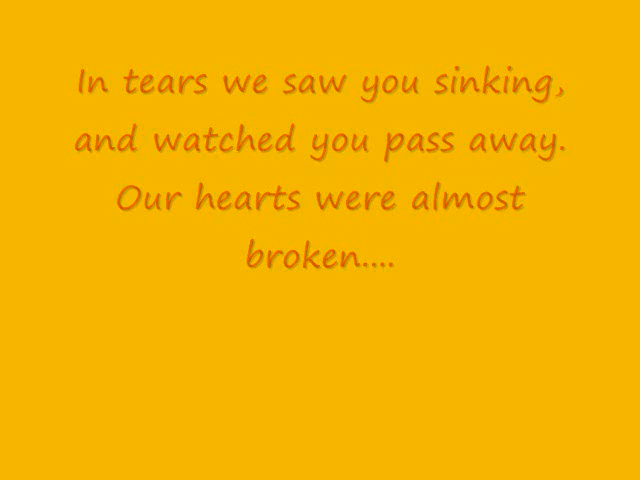 In tears we saw you sinking,
and watched you pass away.
Our hearts were almost
broken....